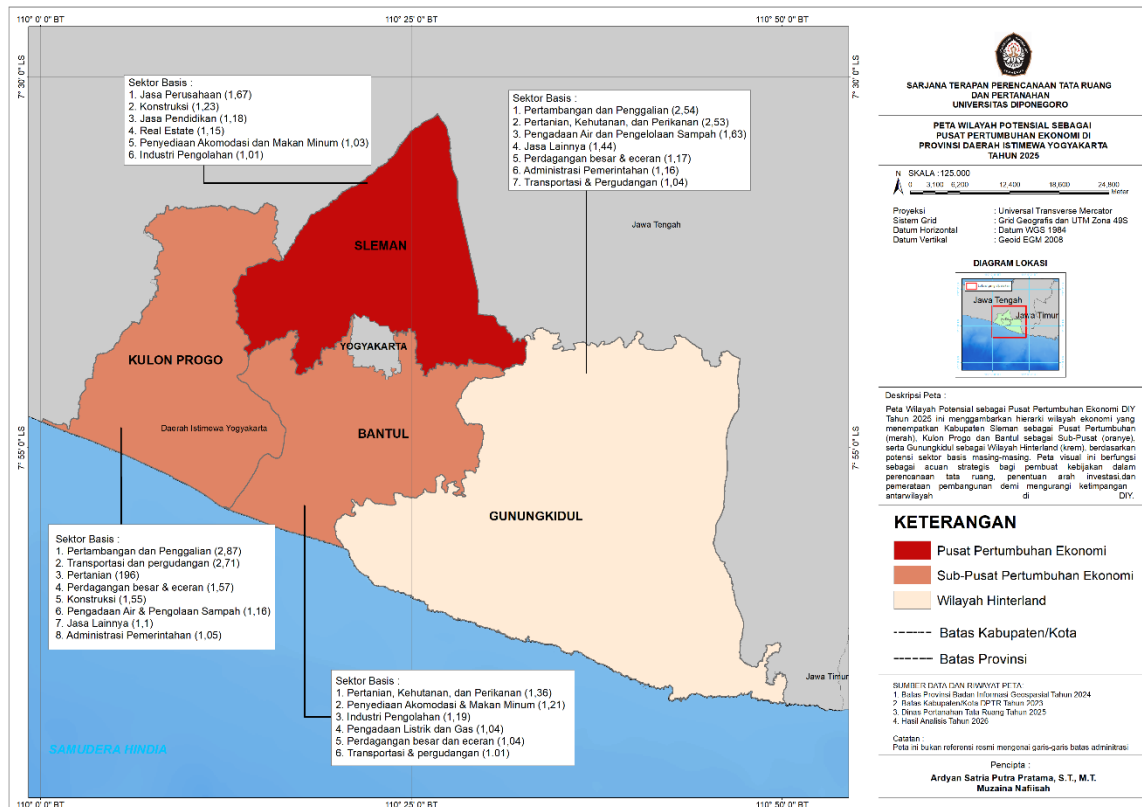 110° 0' 0" BT
110° 25' 0" BT
110° 50' 0" BT
7° 30' 0" LS
7° 30' 0" LS
Sektor Basis :
1. Jasa Perusahaan (1,67)
2. Konstruksi (1,23)
3. Jasa Pendidikan (1,18)
4. Real Estate (1,15)
5. Penyediaan Akomodasi dan Makan Minum (1,03)
6. Industri Pengolahan (1,01)
Sektor Basis :
1. Pertambangan dan Penggalian (2,54)
2. Pertanian, Kehutanan, dan Perikanan (2,53)
3. Pengadaan Air dan Pengelolaan Sampah (1,63)
4. Jasa Lainnya (1,44)
5. Perdagangan besar & eceran (1,17)
6. Administrasi Pemerintahan (1,16)
7. Transportasi & Pergudangan (1,04)
Jawa Tengah
SLEMAN
YOGYAKARTA
KULON PROGO
Daerah Istimewa Yogyakarta
BANTUL
GUNUNGKIDUL
7° 55' 0" LS
7° 55' 0" LS
Sektor Basis :
1. Pertambangan dan Penggalian (2,87)
2. Transportasi dan pergudangan (2,71)
3. Pertanian (196)
4. Perdagangan besar & eceran (1,57)
5. Konstruksi (1,55)
6. Pengadaan Air & Pengolaan Sampah (1,16)
7. Jasa Lainnya (1,1)
8. Administrasi Pemerintahan (1,05)
Sektor Basis :
1. Pertanian, Kehutanan, dan Perikanan (1,36)
2. Penyediaan Akomodasi & Makan Minum (1,21)
3. Industri Pengolahan (1,19)
4. Pengadaan Listrik dan Gas (1,04)
5. Perdagangan besar dan eceran (1,04)
6. Transportasi & pergudangan (1.01)
Jawa Timur
SAMUDERA HINDIA
110° 0' 0" BT
110° 25' 0" BT
110° 50' 0" BT
SARJANA TERAPAN PERENCANAAN TATA RUANG
DAN PERTANAHAN
UNIVERSITAS DIPONEGORO
PETA WILAYAH POTENSIAL SEBAGAI
PUSAT PERTUMBUHAN EKONOMI DI
PROVINSI DAERAH ISTIMEWA YOGYAKARTA
TAHUN 2025
N SKALA : 125.000
0 3,100 6,200 12,400 18,600 24,800
Meter
Proyeksi : Universal Transverse Mercator
Sistem Grid : Grid Geografis dan UTM Zona 49S
Datum Horizontal : Datum WGS 1984
Datum Vertikal : Geoid EGM 2008
DIAGRAM LOKASI
Jawa Tengah
Jawa Timur
Deskripsi Peta :
Peta Wilayah Potensial sebagai Pusat Pertumbuhan Ekonomi DIY
Tahun 2025 ini menggambarkan hierarki wilayah ekonomi yang
menempatkan Kabupaten Sleman sebagai Pusat Pertumbuhan
(merah), Kulon Progo dan Bantul sebagai Sub-Pusat (oranye),
serta Gunungkidul sebagai Wilayah Hinterland (krem), berdasarkan
potensi sektor basis masing-masing. Peta visual ini berfungsi
sebagai acuan strategis bagi pembuat kebijakan dalam
perencanaan tata ruang, penentuan arah investasi,dan
pemerataan pembangunan demi mengurangi ketimpangan
antarwilayah di DIY.
KETERANGAN
Pusat Pertumbuhan Ekonomi
Sub-Pusat Pertumbuhan Ekonomi
Wilayah Hinterland
Batas Kabupaten/Kota
Batas Provinsi
SUMBER DATA DAN RIWAYAT PETA:
1. Batas Provinsi Badan Informasi Geospasial Tahun 2024
2. Batas Kabupaten/Kota DPTR Tahun 2023
3. Dinas Pertanahan Tata Ruang Tahun 2025
4. Hasil Analisis Tahun 2026
Catatan :
Peta ini bukan referensi resmi mengenai garis-garis batas adminitrasi
Pencipta :
Ardyan Satria Putra Pratama, S.T., M.T.
Muzaina Nafiisah